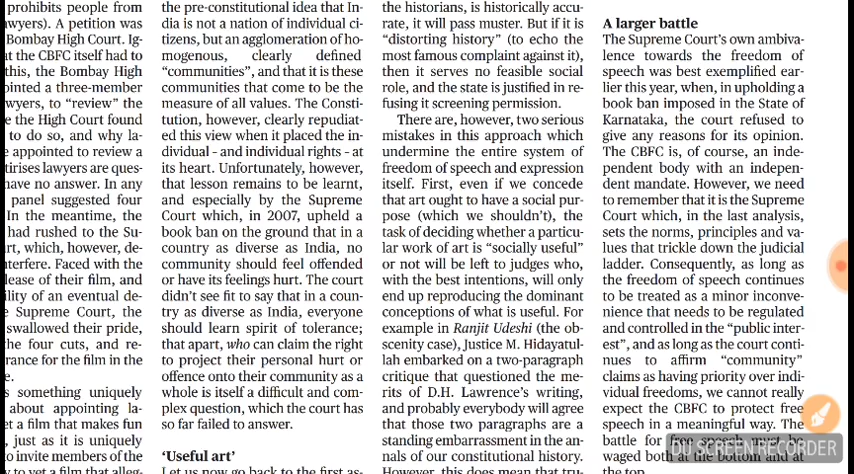 prohibits people from
wyers). A petition was
Bombay High Court. Ig-
at the CBFC itself had to
this, the Bombay High
ointed a three-member
wyers, to “review” the
e the High Court found
to do so, and why la-
e appointed to review a
tirises lawyers are ques-
have no answer. In any
panel suggested four
In the meantime, the
had rushed to the Su-
rt, which, however, de-
nterfere. Faced with the
lease of their film, and
ility of an eventual de-
e Supreme Court, the
swallowed their pride,
he four cuts, and re-
rance for the film in the
e.
s something uniquely
about appointing la-
et a film that makes fun
, just as it is uniquely
o invite members of the
the pre-constitutional idea that In-
dia is not a nation of individual ci-
tizens, but an agglomeration of ho-
mogenous, clearly defined
“communities”, and that it is these
communities that come to be the
measure of all values. The Consti-
tution, however, clearly repudiat-
ed this view when it placed the in-
dividual - and individual rights - at
its heart. Unfortunately, however,
that lesson remains to be learnt,
and especially by the Supreme
Court which, in 2007, upheld a
book ban on the ground that in a
country as diverse as India, no
community should feel offended
or have its feelings hurt. The court
didn’t see fit to say that in a coun-
try as diverse as India, everyone
should learn spirit of tolerance;
that apart, who can claim the right
to project their personal hurt or
offence onto their community as a
whole is itself a difficult and com-
plex question, which the court has
so far failed to answer.
‘Useful art’
Let us now go back to the first as-
the historians, is historically accu-
rate, it will pass muster. But if it is
“distorting history” (to echo the
most famous complaint against it),
then it serves no feasible social
role, and the state is justified in re-
fusing it screening permission.
There are, however, two serious
mistakes in this approach which
undermine the entire system of
freedom of speech and expression
itself. First, even if we concede
that art ought to have a social pur-
pose (which we shouldn’t), the
task of deciding whether a particu-
lar work of art is “socially useful”
or not will be left to judges who,
with the best intentions, will only
end up reproducing the dominant
conceptions of what is useful. For
example in Ranjit Udeshi (the ob-
scenity case), Justice M. Hidayatul-
lah embarked on a two-paragraph
critique that questioned the me-
rits of D.H. Lawrence’s writing,
and probably everybody will agree
that those two paragraphs are a
standing embarrassment in the an-
nals of our constitutional history.
However, this does mean that tru-
A larger battle
The Supreme Court’s own ambiva-
lence towards the freedom of
speech was best exemplified ear-
lier this year, when, in upholding a
book ban imposed in the State of
Karnataka, the court refused to
give any reasons for its opinion.
The CBFC is, of course, an inde-
pendent body with an indepen-
dent mandate. However, we need
to remember that it is the Supreme
Court which, in the last analysis,
sets the norms, principles and va-
lues that trickle down the judicial
ladder. Consequently, as long as
the freedom of speech continues
to be treated as a minor inconve-
nience that needs to be regulated
and controlled in the “public inter-
est”, and as long as the court conti-
nues to affirm “community”
claims as having priority over indi-
vidual freedoms, we cannot really
expect the CBFC to protect free
speech in a meaningful way. The
battle for free speech must be
waged both at the bottom and at
the top.
DU SCREEN RECORDER